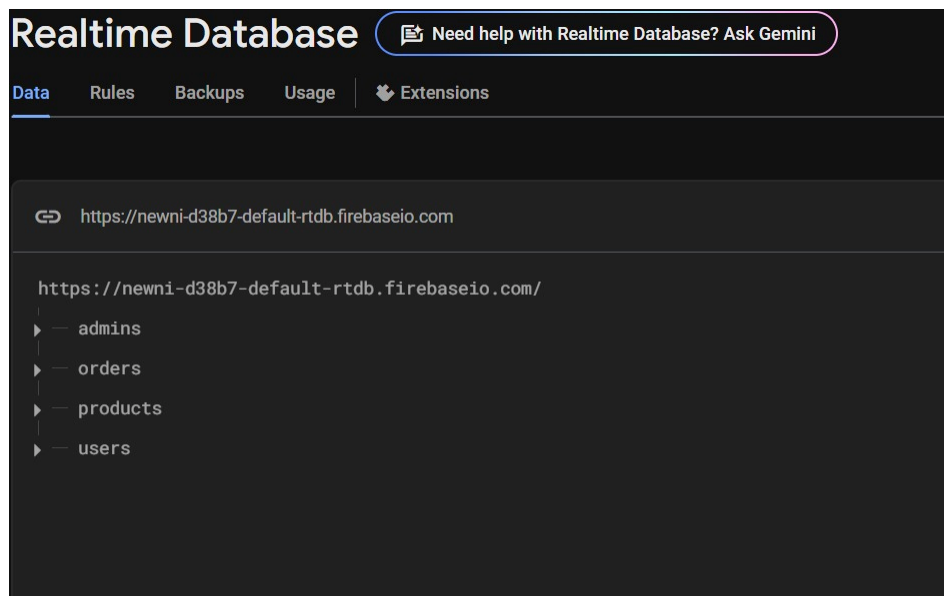 Realtime Database
Need help with Realtime Database? Ask Gemini
Data Rules Backups Usage Extensions
https://newni-d38b7-default-rtdb.firebaseio.com
https://newni-d38b7-default-rtdb.firebaseio.com/
admins
orders
products
users